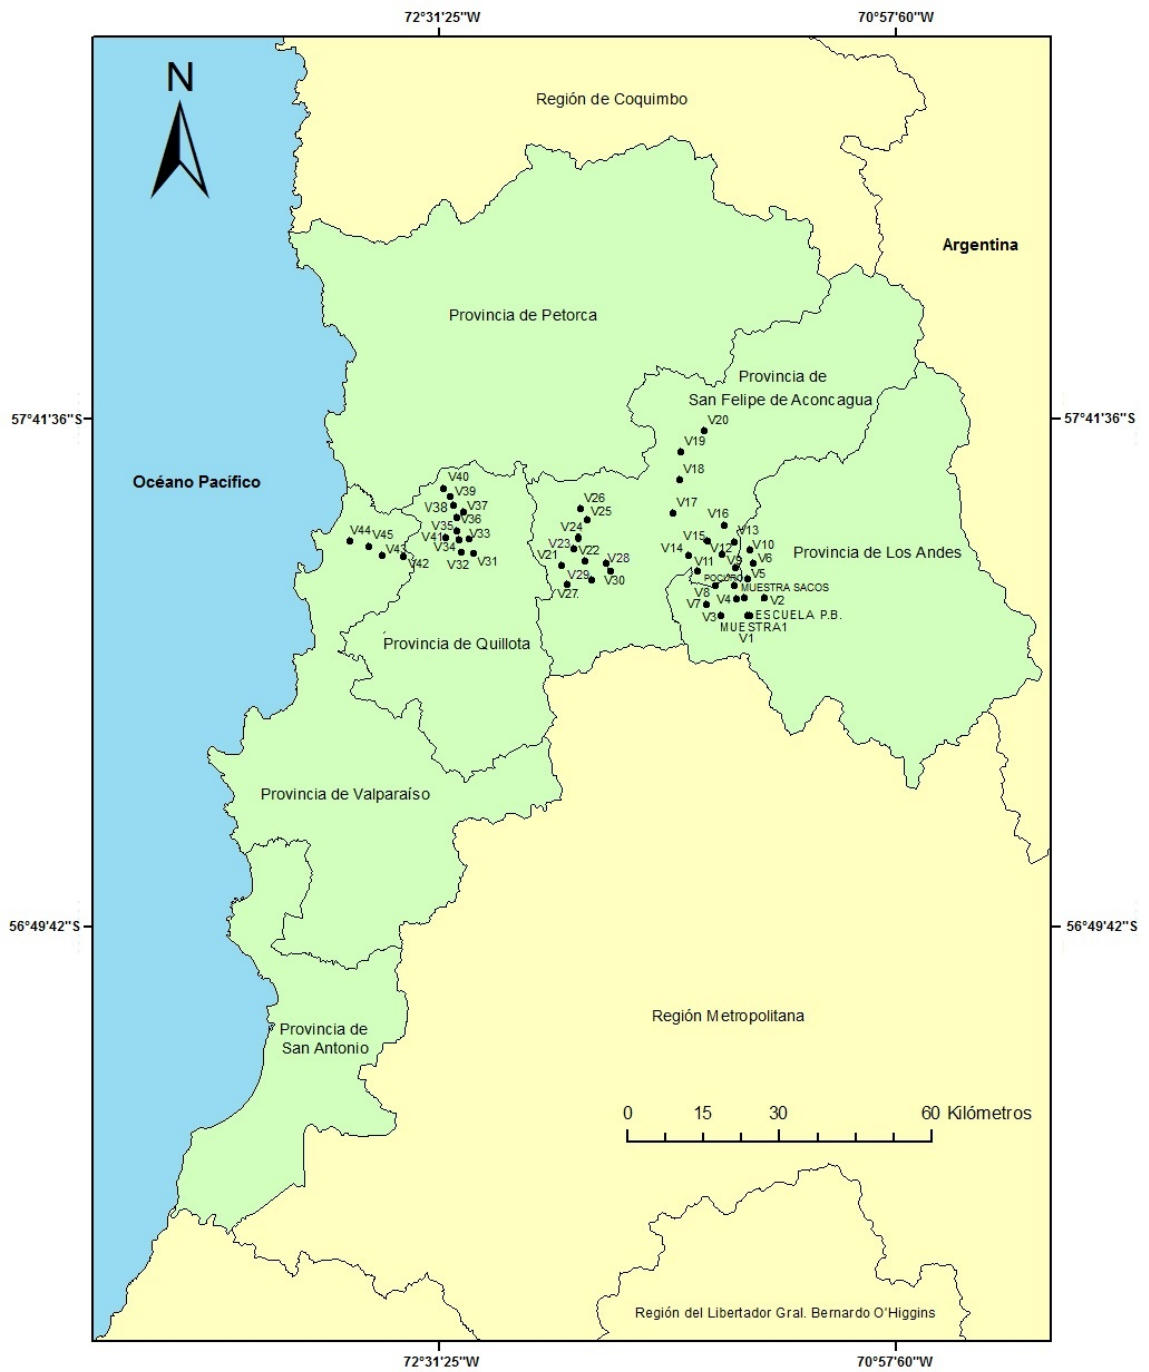 72°31'25"W 70°57'60"W
N
Región de Coquimbo
Argentina
Provincia de Petorca
Provincia de
San Felipe de Aconcagua
57°41'36"S 57°41'36"S
V20
V19
V18
Océano Pacífico
V40
V39
V38 V37
V36
V35
V41 V33
V34
V32 V31
V44 V45
V43
V42
V26
V25
V24
V23
V22
V21
V28
V29 V30
V27
V17
V16
V13
V15
V12 V10
V14
V9 V6
V11
V5
Provincia de Los Andes
POCURO
MUESTRA SACOS
V8
V4 V2
V7
V3
ESCUELA P.B.
MUESTRA1
V1
Provincia de Quillota
Provincia de Valparaíso
56°49'42"S 56°49'42"S
Región Metropolitana
Provincia de
San Antonio
0 15 30 60 Kilómetros
Región del Libertador Gral. Bernardo O'Higgins
72°31'25"W 70°57'60"W